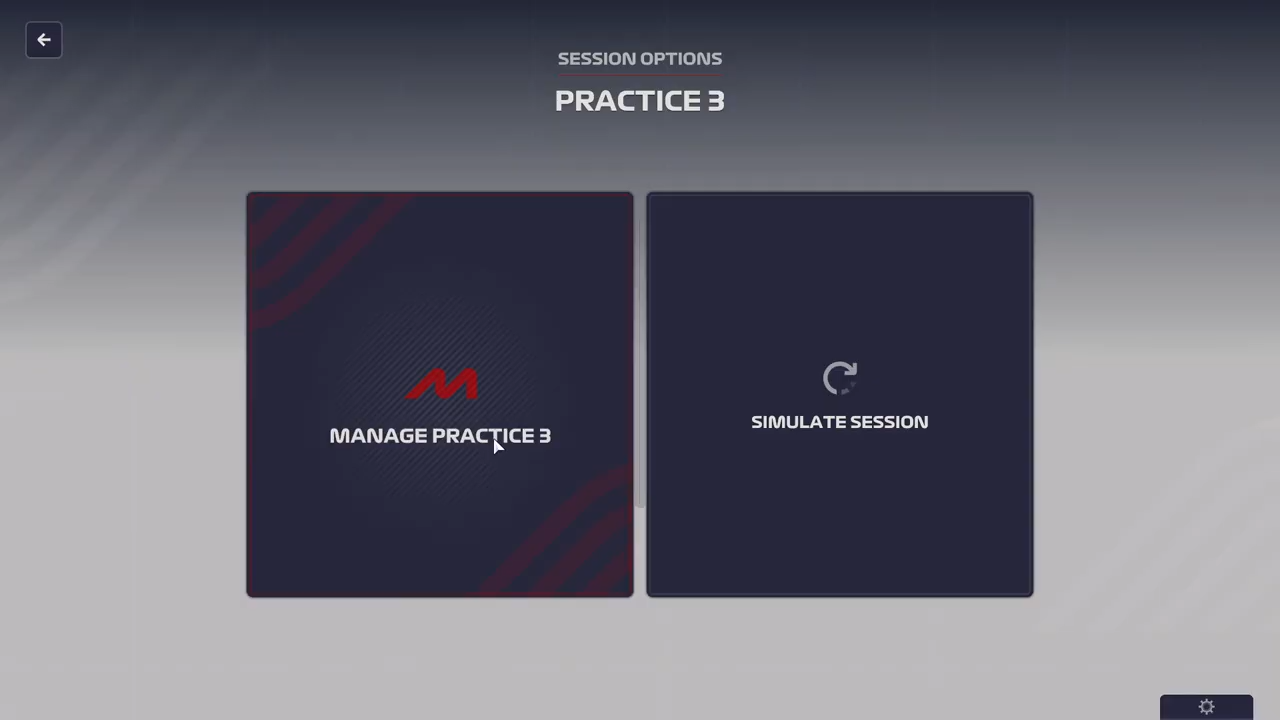 SESSION OPTIONS
PRACTICE 3
MANAGE PRACTICE 3
SIMULATE SESSION